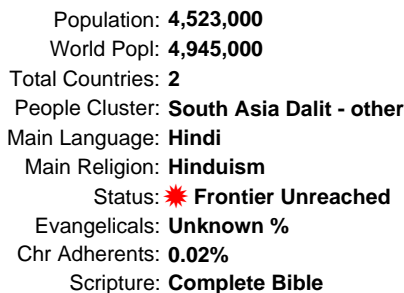 Population: 4,523,000
World Popl: 4,945,000
Total Countries: 2
People Cluster: South Asia Dalit - other
Main Language: Hindi
Main Religion: Hinduism
Status: Frontier Unreached
Evangelicals: Unknown %
Chr Adherents: 0.02%
Scripture: Complete Bible